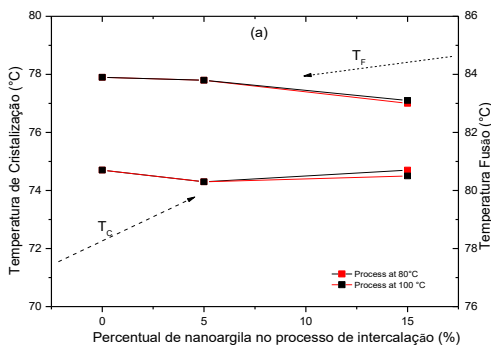 (a)
Temperatura de Cristalização (°C)
80
78
76
74
72
70
T_F
T_C
86
84
82
80
78
76
Temperatura Fusão (°C)
Process at 80°C
Process at 100 °C
0
5
10
15
Percentual de nanoargila no processo de intercalação (%)